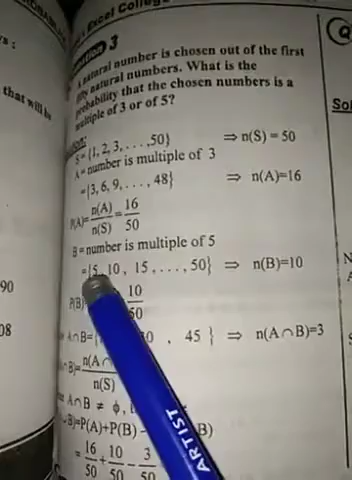 Excel College
3
A natural number is chosen out of the first
fifty natural numbers. What is the
probability that the chosen numbers is a
multiple of 3 or of 5?
S={1, 2, 3, . . . ,50} ⇒ n(S) = 50
A = number is multiple of 3
={3, 6, 9, . . . , 48} ⇒ n(A)=16
P(A)= n(A)/n(S) = 16/50
B = number is multiple of 5
={5, 10, 15, . . . , 50} ⇒ n(B)=10
10/50
A∩B={ , 45 } ⇒ n(A∩B)=3
n(A∩
n(S)
A∩B ≠ ϕ,
B)=P(A)+P(B) B)
= 16/50 + 10/50 - 3/50
that will be
90
08
Q
Sol
ARTIST